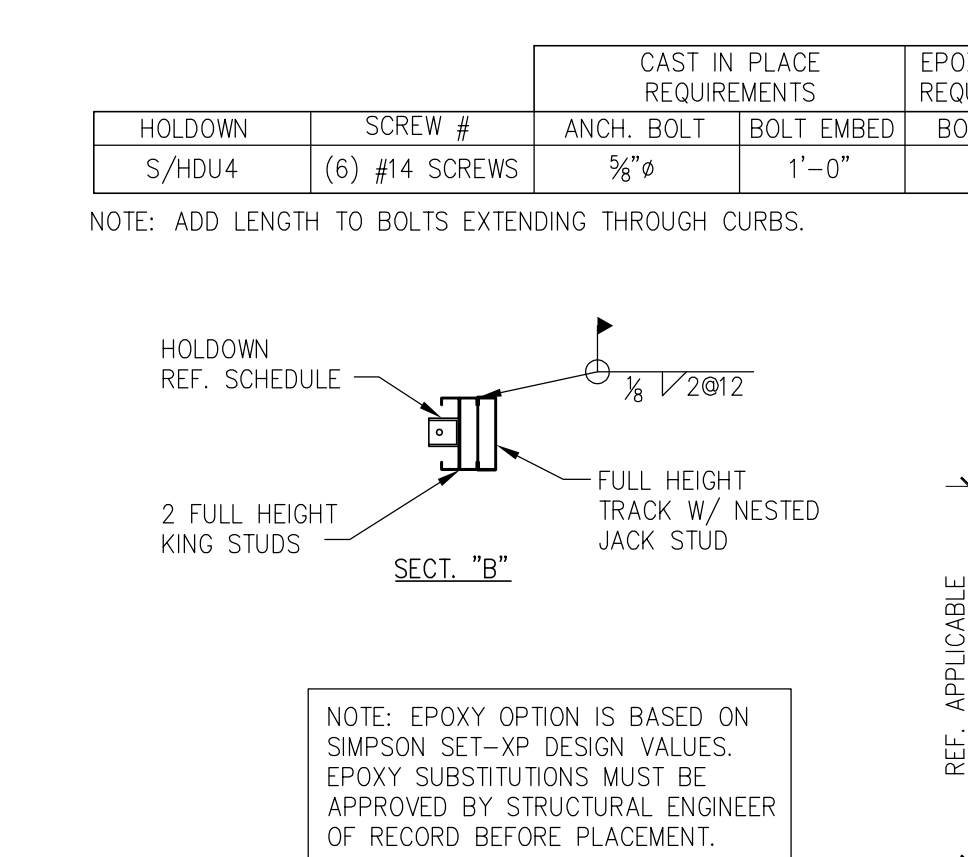 CAST IN PLACE
REQUIREMENTS
HOLDOWN SCREW # ANCH. BOLT BOLT EMBED
S/HDU4 (6) #14 SCREWS ⅝"ø 1'-0"
NOTE: ADD LENGTH TO BOLTS EXTENDING THROUGH CURBS.
HOLDOWN
REF. SCHEDULE
⅛ 2@12
FULL HEIGHT
TRACK W/ NESTED
JACK STUD
2 FULL HEIGHT
KING STUDS
SECT. "B"
REF. APPLICABLE
NOTE: EPOXY OPTION IS BASED ON
SIMPSON SET-XP DESIGN VALUES.
EPOXY SUBSTITUTIONS MUST BE
APPROVED BY STRUCTURAL ENGINEER
OF RECORD BEFORE PLACEMENT.